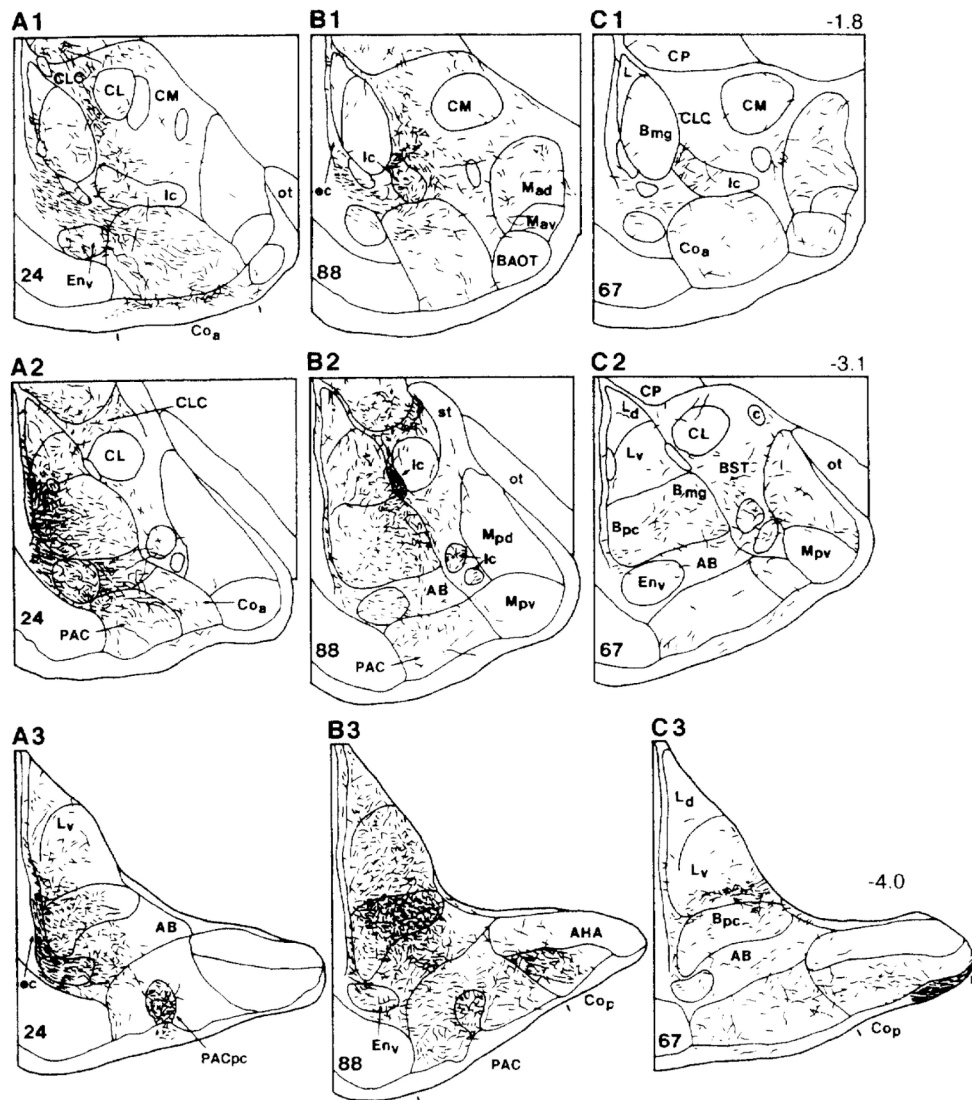 A1
B1
C1
-1.8
CLC
CL
CM
Ic
ot
24
Env
Coa
Ic
CM
c
Mad
Mav
BAOT
88
CP
L
Bmg
CLC
CM
Ic
Coa
67
A2
B2
C2
-3.1
CLC
CL
24
PAC
Coa
st
Ic
ot
Mpd
Ic
AB
Mpv
88
PAC
CP
Ld
CL
c
Lv
BST
ot
Bmg
Bpc
AB
Mpv
Env
67
A3
B3
C3
Lv
AB
c
24
PACpc
AHA
Cop
Env
88
PAC
Ld
Lv
-4.0
Bpc
AB
67
Cop